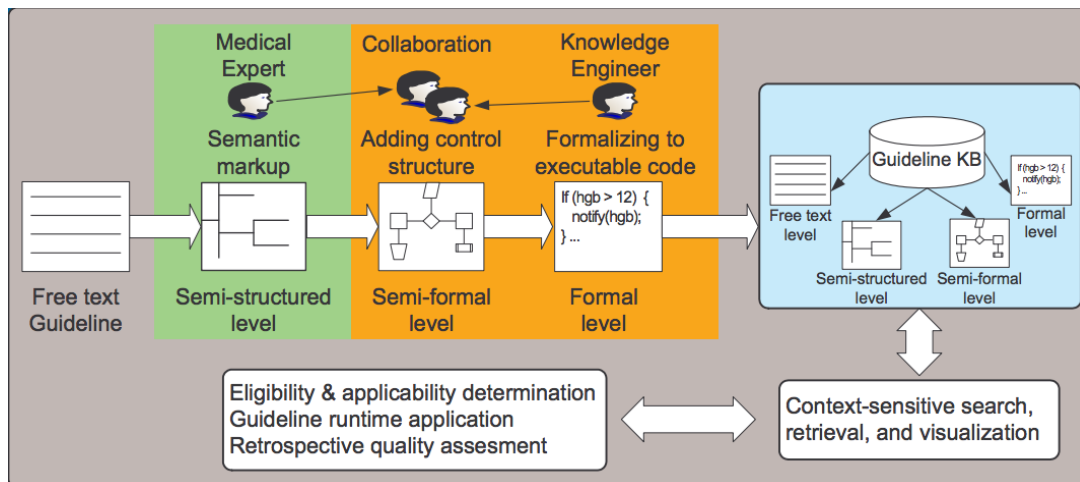 Medical
Expert
Collaboration
Knowledge
Engineer
Semantic
markup
Adding control
structure
Formalizing to
executable code
If (hgb > 12) {
notify(hgb);
} ...
Free text
Guideline
Semi-structured
level
Semi-formal
level
Formal
level
Guideline KB
If (hgb > 12) {
notify(hgb);
} ...
Free text
level
Formal
level
Semi-structured
level
Semi-formal
level
Eligibility & applicability determination
Guideline runtime application
Retrospective quality assesment
Context-sensitive search,
retrieval, and visualization